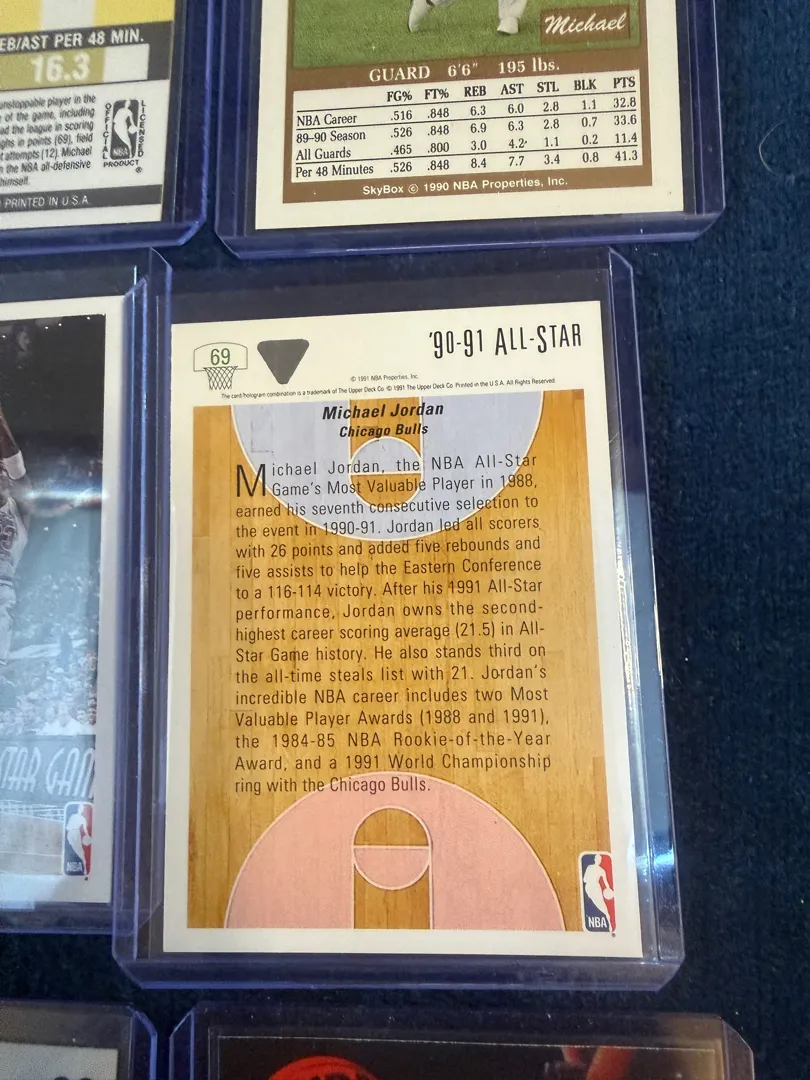 EB/AST PER 48 MIN.
16.3
unstoppable player in the
of the game, including
ad the league in scoring
ghs in points (69), field
attempts (12). Michael
n the NSA all-defensive
himself.
OFFICIAL
LICENSED
NBA
PRODUCT
®
PRINTED IN U.S.A.
Michael
GUARD 6'6" 195 lbs.
FG% FT% REB AST STL BLK PTS
NBA Career .516 .848 6.3 6.0 2.8 1.1 32.8
89-90 Season .526 .848 6.9 6.3 2.8 0.7 33.6
All Guards .465 .800 3.0 4.2 1.1 0.2 11.4
Per 48 Minutes .526 .848 8.4 7.7 3.4 0.8 41.3
SkyBox © 1990 NBA Properties, Inc.
69
'90-91 ALL-STAR
© 1991 NBA Properties, Inc.
The card/hologram combination is a trademark of The Upper Deck Co. © 1991 The Upper Deck Co. Printed in the U.S.A. All Rights Reserved.
Michael Jordan
Chicago Bulls
Michael Jordan, the NBA All-Star
Game's Most Valuable Player in 1988,
earned his seventh consecutive selection to
the event in 1990-91. Jordan led all scorers
with 26 points and added five rebounds and
five assists to help the Eastern Conference
to a 116-114 victory. After his 1991 All-Star
performance, Jordan owns the second-
highest career scoring average (21.5) in All-
Star Game history. He also stands third on
the all-time steals list with 21. Jordan's
incredible NBA career includes two Most
Valuable Player Awards (1988 and 1991),
the 1984-85 NBA Rookie-of-the-Year
Award, and a 1991 World Championship
ring with the Chicago Bulls.
NBA
TAR GAM
NBA